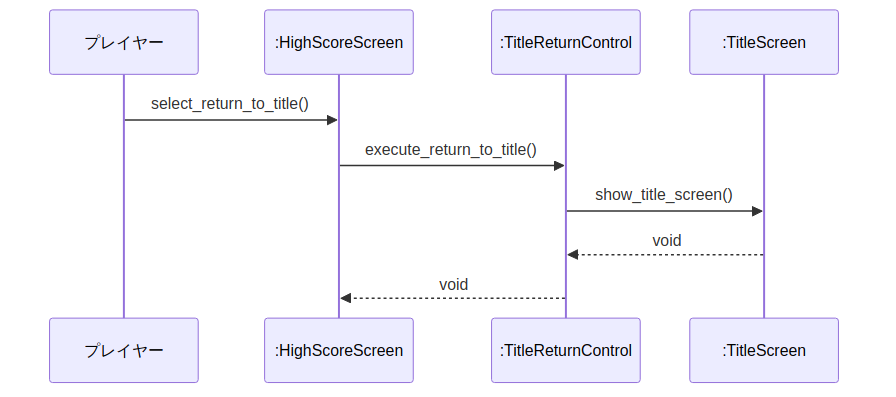 プレイヤー
:HighScoreScreen
:TitleReturnControl
:TitleScreen
select_return_to_title()
execute_return_to_title()
show_title_screen()
void
void
プレイヤー
:HighScoreScreen
:TitleReturnControl
:TitleScreen